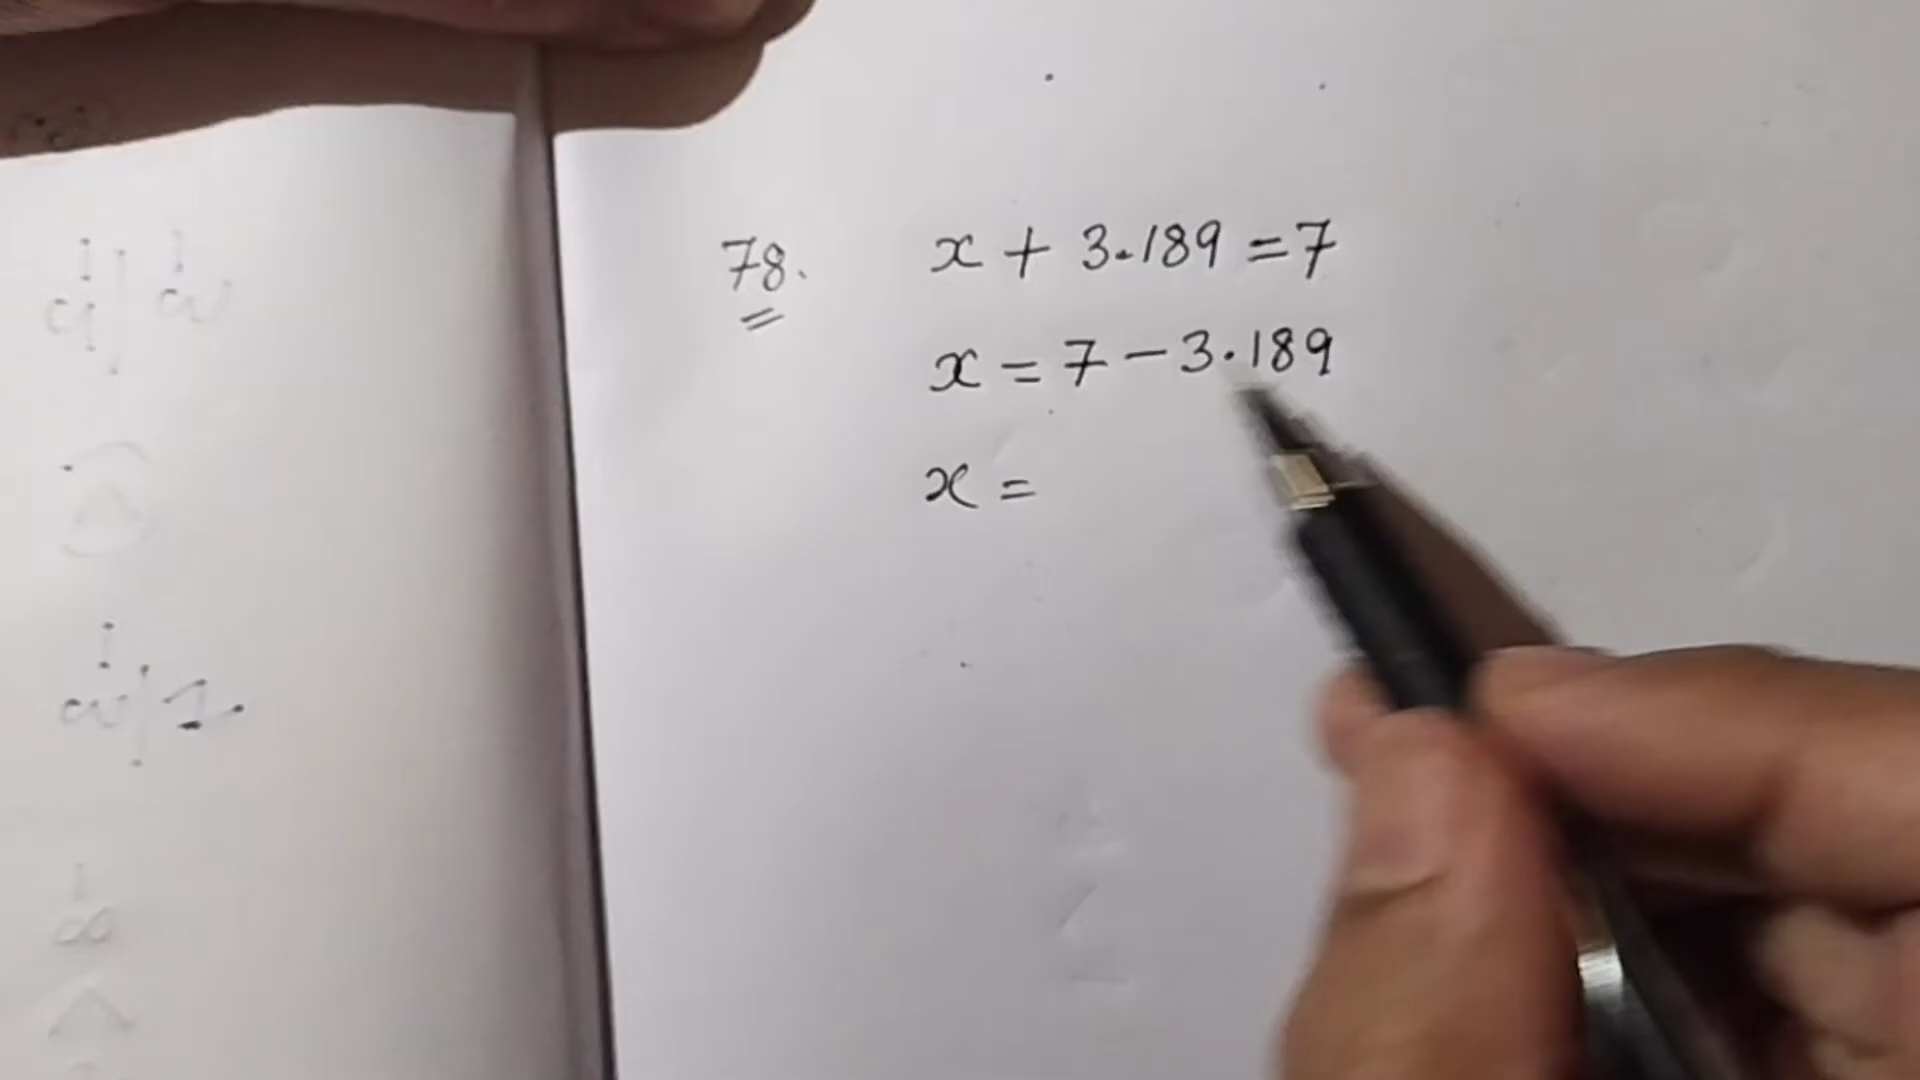 78. x + 3.189 = 7
x = 7 - 3.189
x =